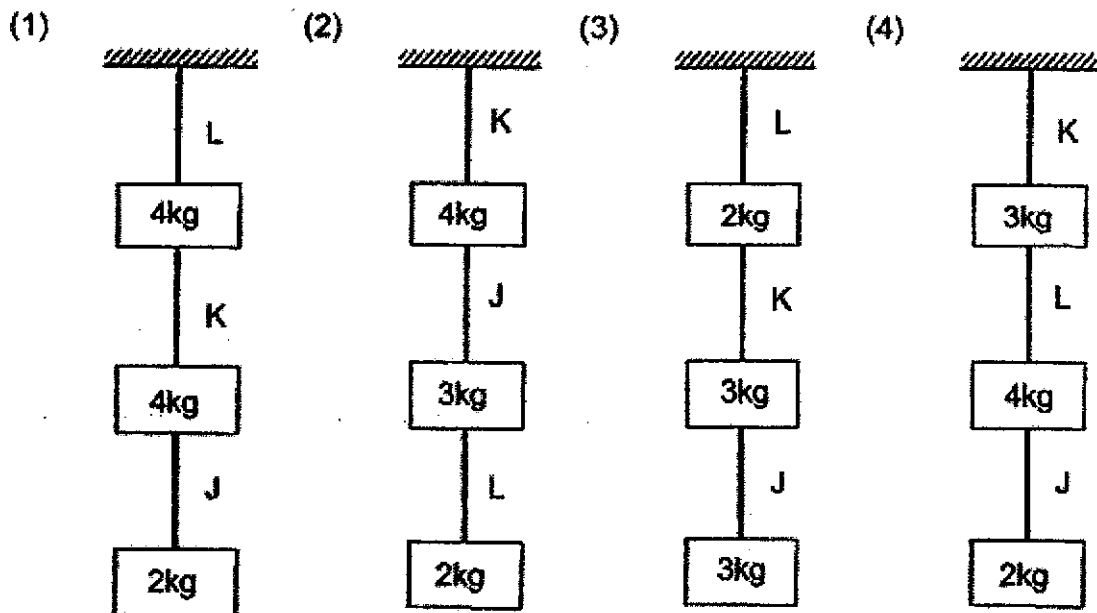 (1) (2) (3) (4)
L K L K
4kg 4kg 2kg 3kg
K J K L
4kg 3kg 3kg 4kg
J L J J
2kg 2kg 3kg 2kg